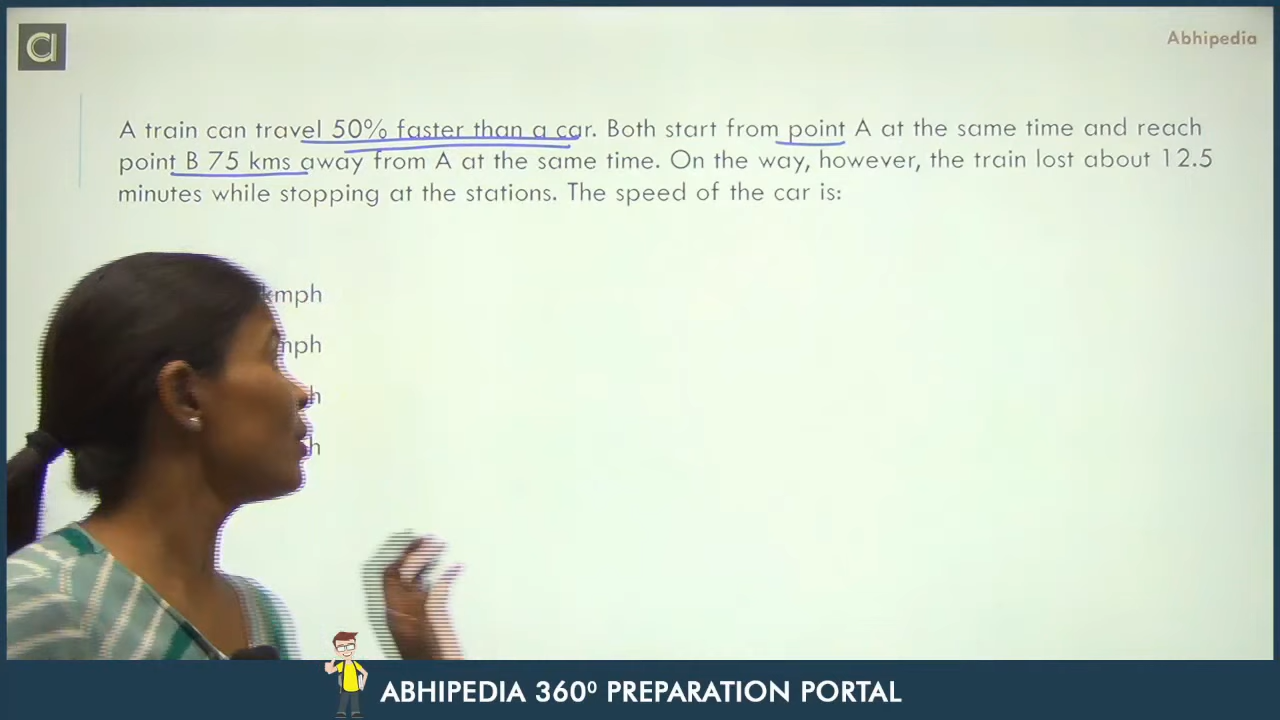 Abhipedia
A train can travel 50% faster than a car. Both start from point A at the same time and reach
point B 75 kms away from A at the same time. On the way, however, the train lost about 12.5
minutes while stopping at the stations. The speed of the car is:
kmph
ABHIPEDIA 360⁰ PREPARATION PORTAL